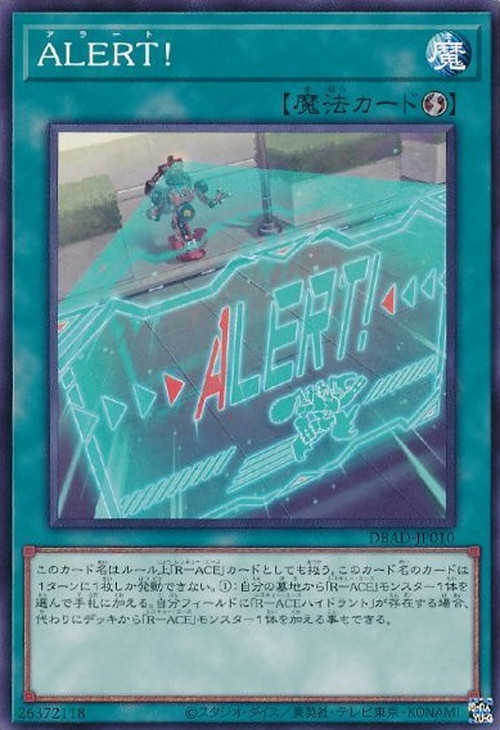 アラート
ALERT!
魔
まほう
【魔法カード】
ALERT!
DBAD-JP010
このカード名はルール上「R－ACE」カードとしても扱う。このカード名のカードは
１ターンに１枚しか発動できない。①：自分の墓地から「R－ACE」モンスター１体を
選んで手札に加える。自分フィールドに「R－ACEハイドラント」が存在する場合、
代わりにデッキから「R－ACE」モンスター１体を加える事もできる。
26372118
©スタジオ・ダイス／集英社・テレビ東京・KONAMI